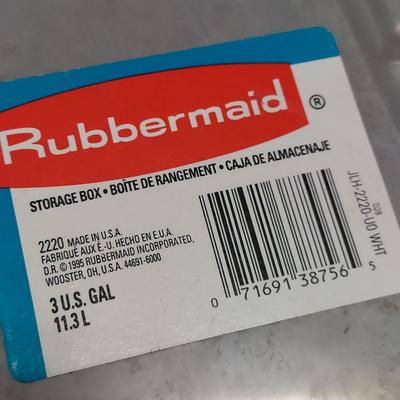 Rubbermaid ®
STORAGE BOX • BOÎTE DE RANGEMENT • CAJA DE ALMACENAJE
2220 MADE IN U.S.A.
FABRIQUÉ AUX É.-U. HECHO EN E.U.A.
D.R. © 1995 RUBBERMAID INCORPORATED,
WOOSTER, OH, U.S.A. 44691-6000
3 U.S. GAL
11.3 L
0 71691 38756 5
028
JLH-2220-U0 WHT